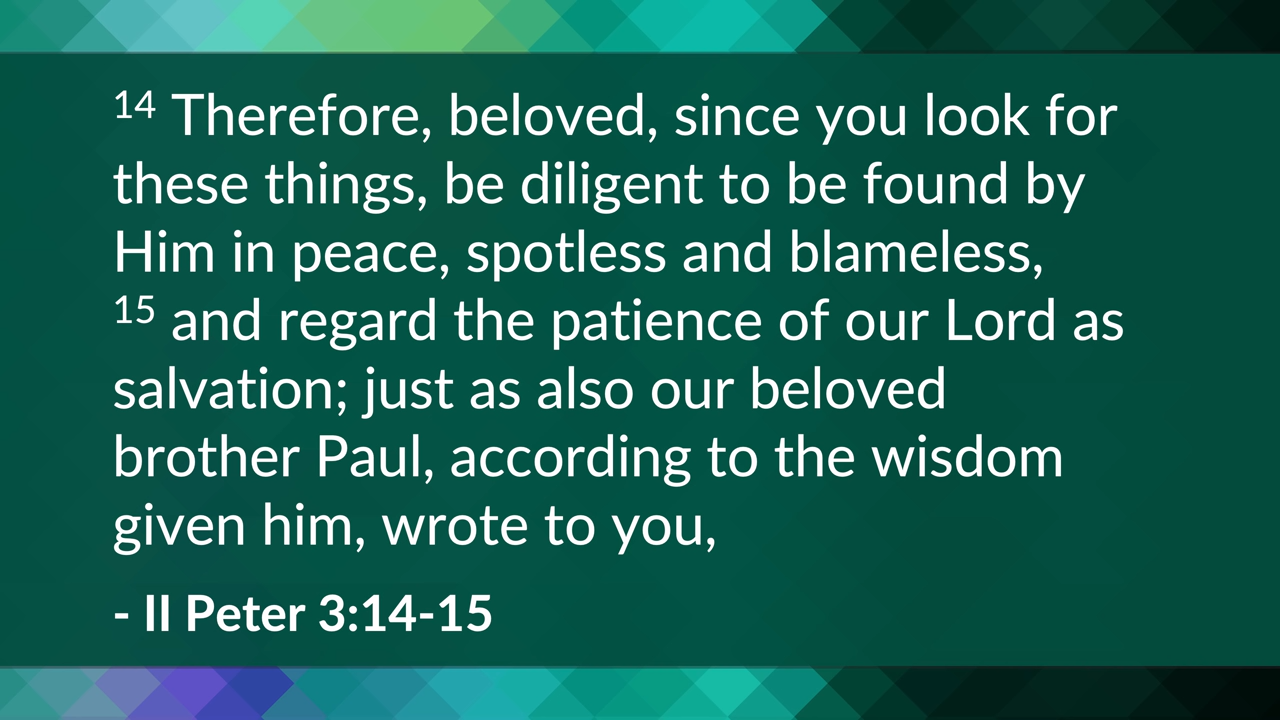 14 Therefore, beloved, since you look for
these things, be diligent to be found by
Him in peace, spotless and blameless,
15 and regard the patience of our Lord as
salvation; just as also our beloved
brother Paul, according to the wisdom
given him, wrote to you,
- II Peter 3:14-15